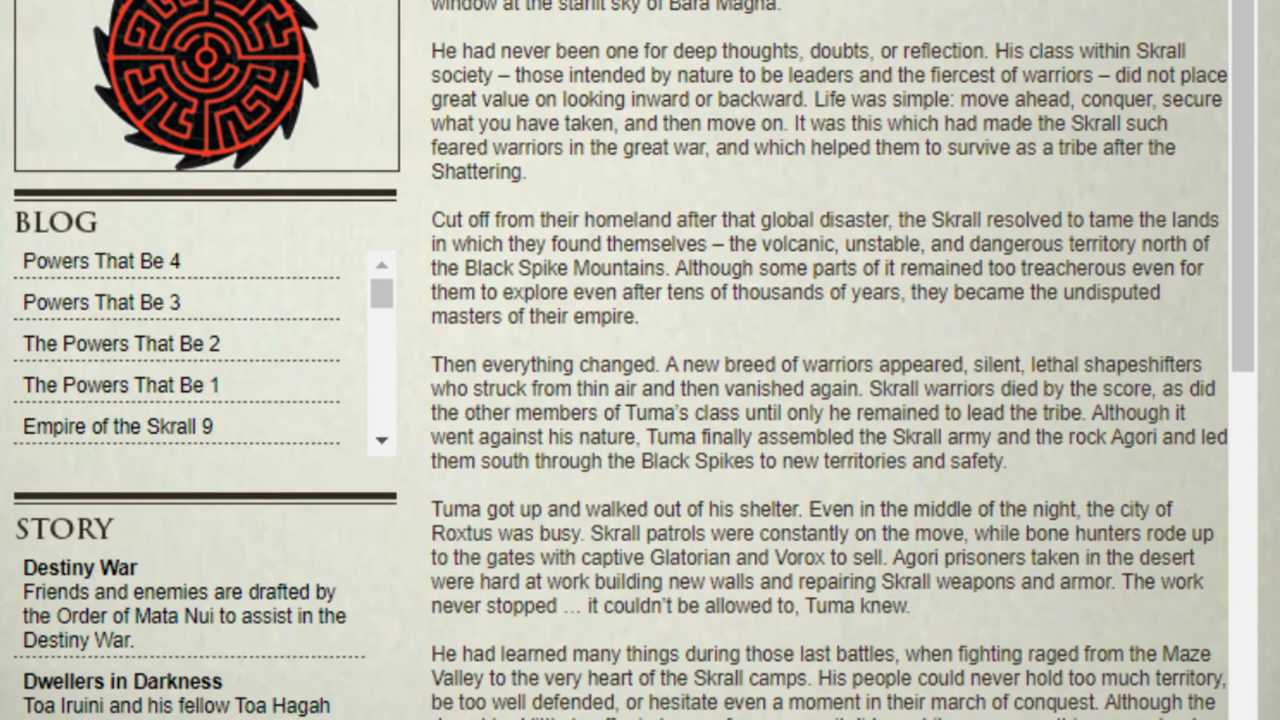 BLOG
Powers That Be 4
Powers That Be 3
The Powers That Be 2
The Powers That Be 1
Empire of the Skrall 9
STORY
Destiny War
Friends and enemies are drafted by
the Order of Mata Nui to assist in the
Destiny War.
Dwellers in Darkness
Toa Iruini and his fellow Toa Hagah
window at the starlit sky of Bara Magna.
He had never been one for deep thoughts, doubts, or reflection. His class within Skrall
society – those intended by nature to be leaders and the fiercest of warriors – did not place
great value on looking inward or backward. Life was simple: move ahead, conquer, secure
what you have taken, and then move on. It was this which had made the Skrall such
feared warriors in the great war, and which helped them to survive as a tribe after the
Shattering.
Cut off from their homeland after that global disaster, the Skrall resolved to tame the lands
in which they found themselves – the volcanic, unstable, and dangerous territory north of
the Black Spike Mountains. Although some parts of it remained too treacherous even for
them to explore even after tens of thousands of years, they became the undisputed
masters of their empire.
Then everything changed. A new breed of warriors appeared, silent, lethal shapeshifters
who struck from thin air and then vanished again. Skrall warriors died by the score, as did
the other members of Tuma's class until only he remained to lead the tribe. Although it
went against his nature, Tuma finally assembled the Skrall army and the rock Agori and led
them south through the Black Spikes to new territories and safety.
Tuma got up and walked out of his shelter. Even in the middle of the night, the city of
Roxtus was busy. Skrall patrols were constantly on the move, while bone hunters rode up
to the gates with captive Glatorian and Vorox to sell. Agori prisoners taken in the desert
were hard at work building new walls and repairing Skrall weapons and armor. The work
never stopped … it couldn't be allowed to, Tuma knew.
He had learned many things during those last battles, when fighting raged from the Maze
Valley to the very heart of the Skrall camps. His people could never hold too much territory,
be too well defended, or hesitate even a moment in their march of conquest. Although the